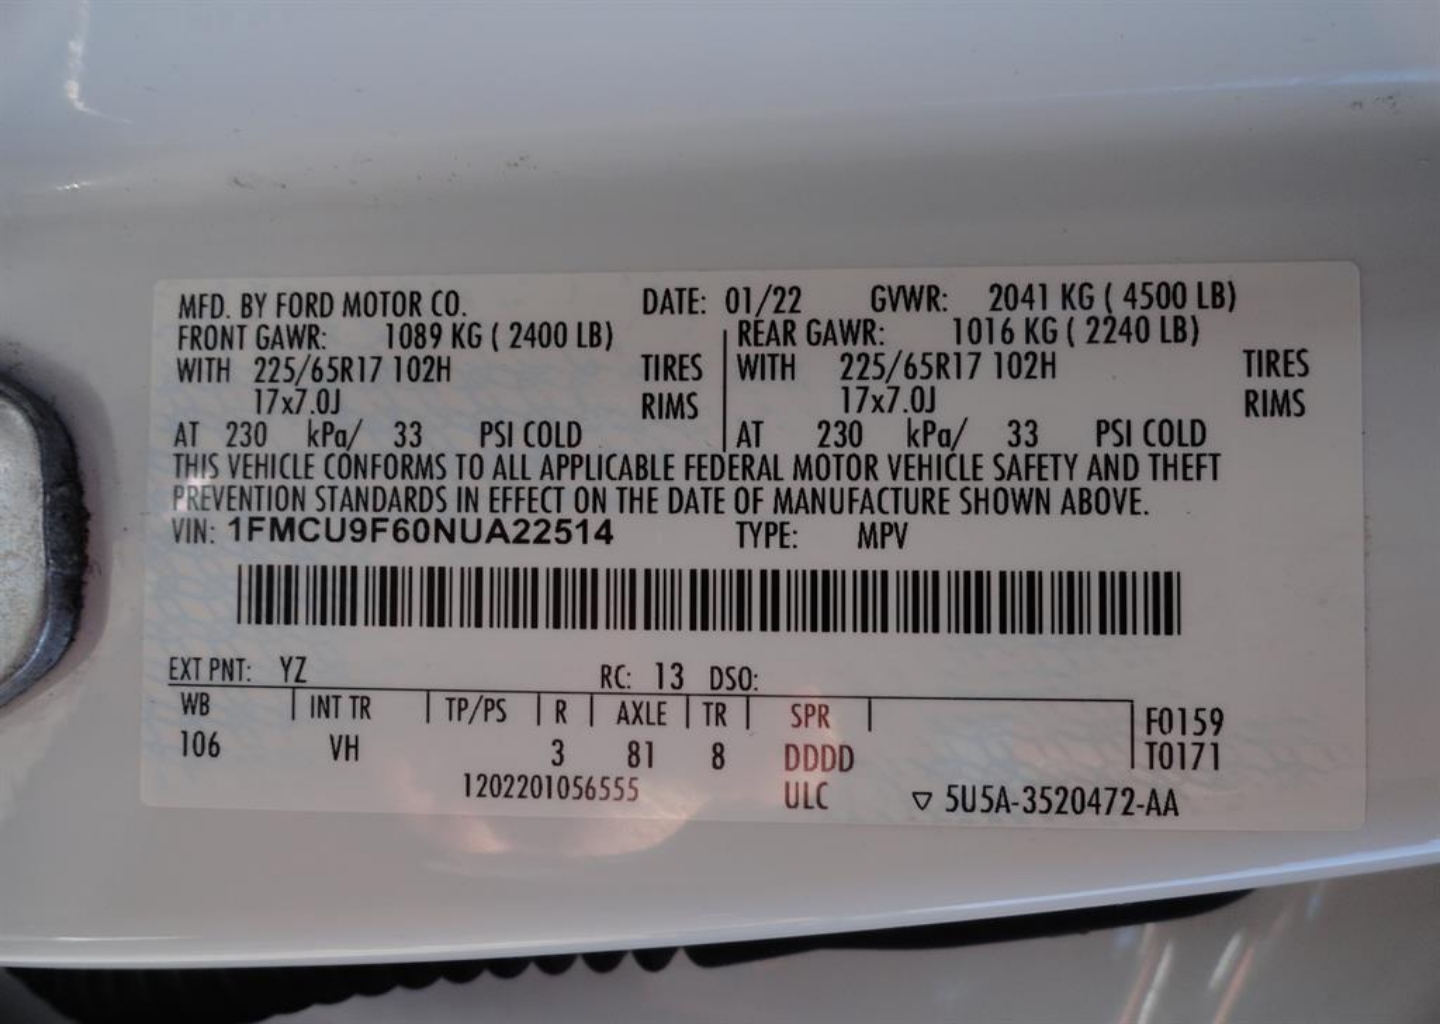 MFD. BY FORD MOTOR CO. DATE: 01/22 GVWR: 2041 KG ( 4500 LB)
FRONT GAWR: 1089 KG ( 2400 LB) REAR GAWR: 1016 KG ( 2240 LB)
WITH 225/65R17 102H TIRES WITH 225/65R17 102H TIRES
17x7.0J RIMS 17x7.0J RIMS
AT 230 kPa/ 33 PSI COLD AT 230 kPa/ 33 PSI COLD
THIS VEHICLE CONFORMS TO ALL APPLICABLE FEDERAL MOTOR VEHICLE SAFETY AND THEFT
PREVENTION STANDARDS IN EFFECT ON THE DATE OF MANUFACTURE SHOWN ABOVE.
VIN: 1FMCU9F60NUA22514 TYPE: MPV
EXT PNT: YZ RC: 13 DSO:
WB INT TR TP/PS R AXLE TR SPR F0159
106 VH 3 81 8 DDDD T0171
1202201056555 ULC ▽ 5U5A-3520472-AA